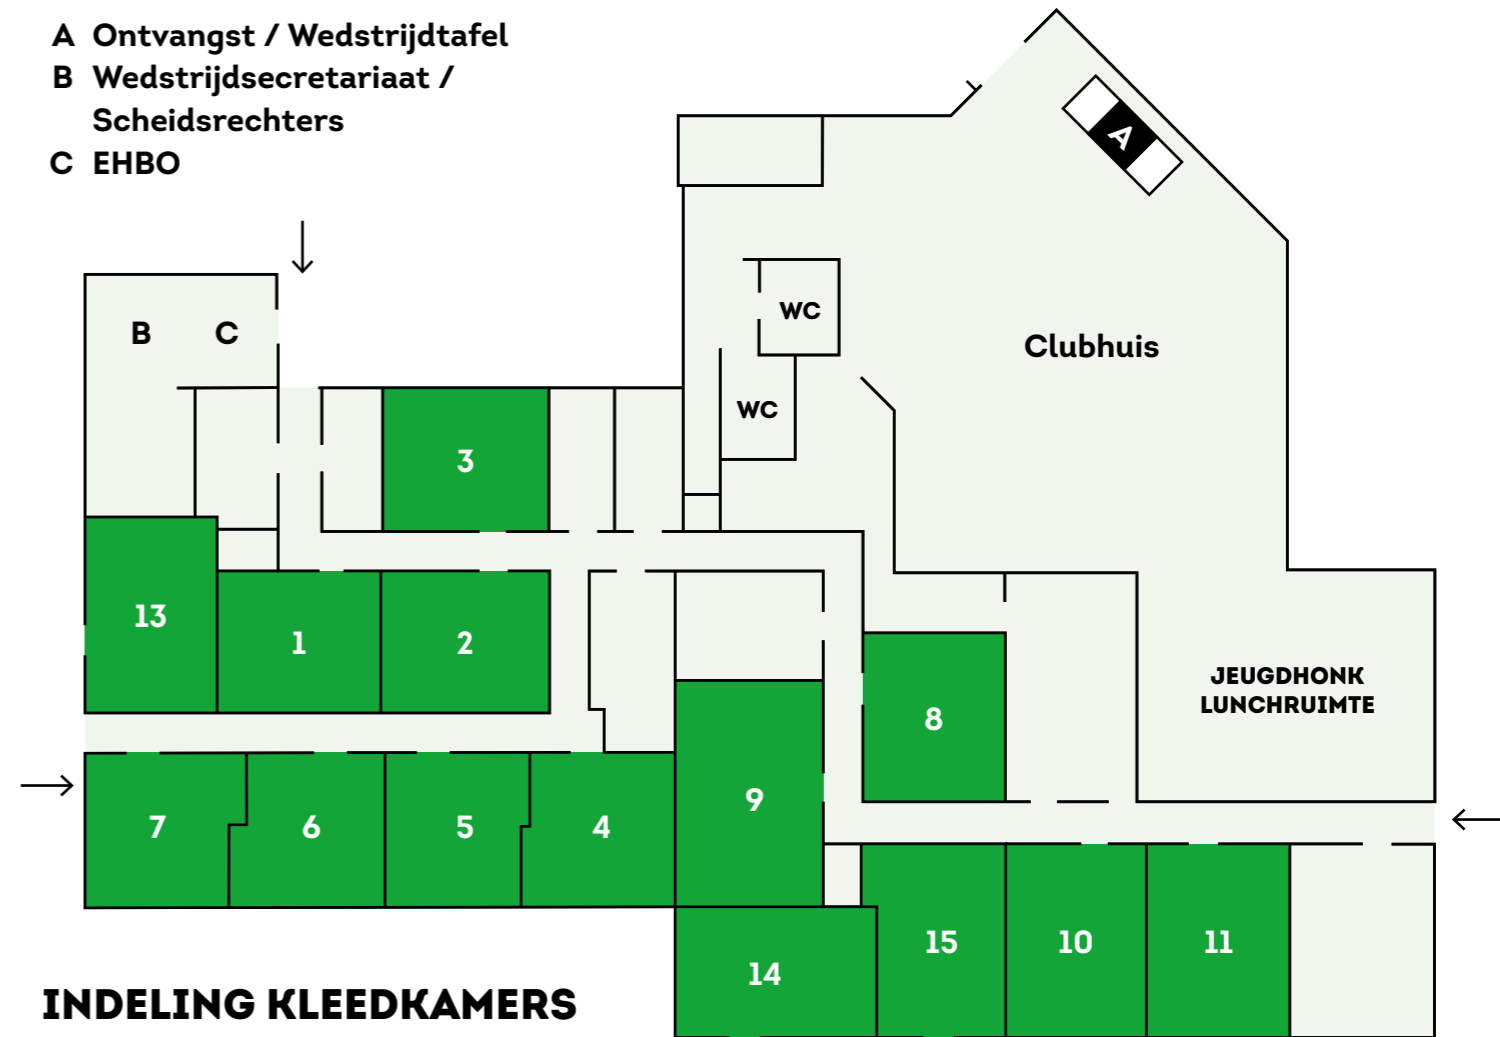 A Ontvangst / Wedstrijdtafel
B Wedstrijdsecretariaat /
Scheidsrechters
C EHBO
A
WC
B C
Clubhuis
WC
3
13
1
2
JEUGDHONK
LUNCHRUIMTE
8
9
7
6
5
4
15
10
11
14
INDELING KLEEDKAMERS